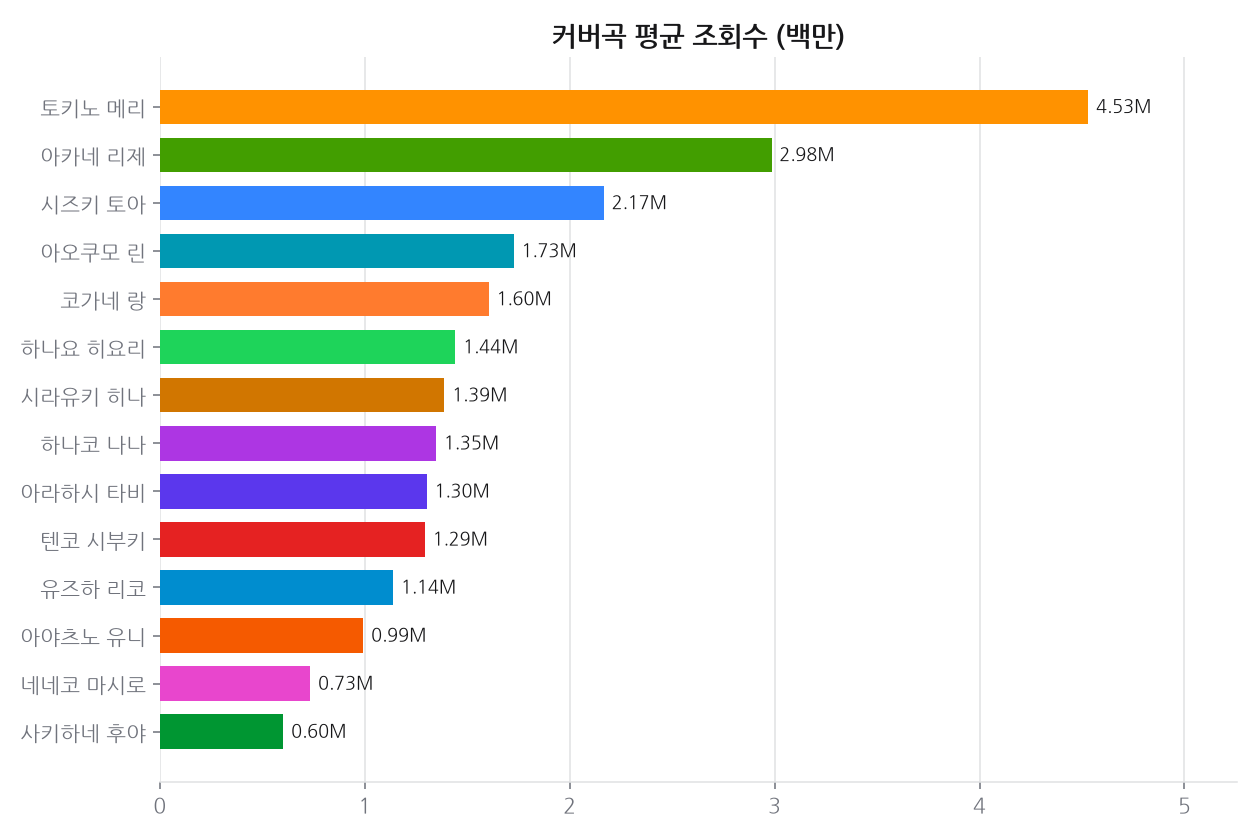 커버곡 평균 조회수 (백만)
토키노 메리 4.53M
아카네 리제 2.98M
시즈키 토아 2.17M
아오쿠모 린 1.73M
코가네 랑 1.60M
하나요 히요리 1.44M
시라유키 히나 1.39M
하나코 나나 1.35M
아라하시 타비 1.30M
텐코 시부키 1.29M
유즈하 리코 1.14M
아야츠노 유니 0.99M
네네코 마시로 0.73M
사키하네 후야 0.60M
0 1 2 3 4 5